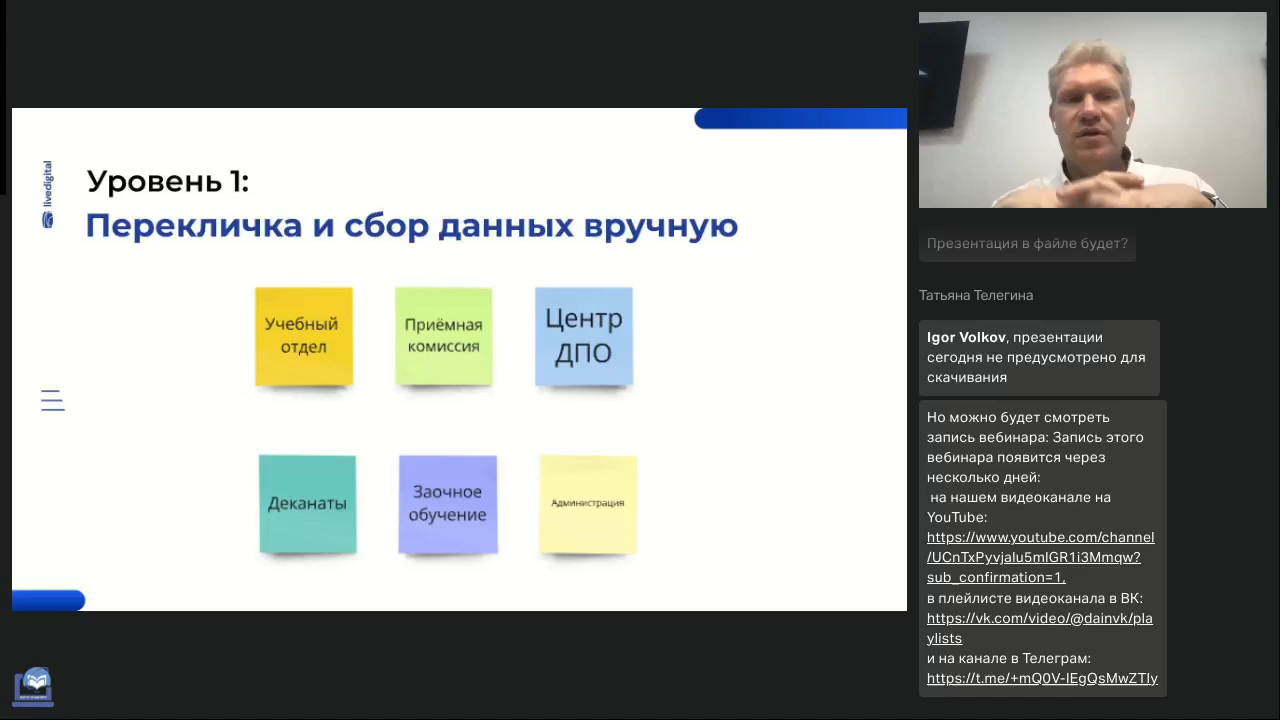 livedigital
Уровень 1:
Перекличка и сбор данных вручную
Учебный
отдел
Приёмная
комиссия
Центр
ДПО
Деканаты
Заочное
обучение
Администрация
Презентация в файле будет?
Татьяна Телегина
Igor Volkov, презентации
сегодня не предусмотрено для
скачивания
Но можно будет смотреть
запись вебинара: Запись этого
вебинара появится через
несколько дней:
на нашем видеоканале на
YouTube:
https://www.youtube.com/channel
/UCnTxPyvjalu5mlGR1i3Mmqw?
sub_confirmation=1,
в плейлисте видеоканала в ВК:
https://vk.com/video/@dainvk/pla
ylists
и на канале в Телеграм:
https://t.me/+mQ0V-lEgQsMwZTly